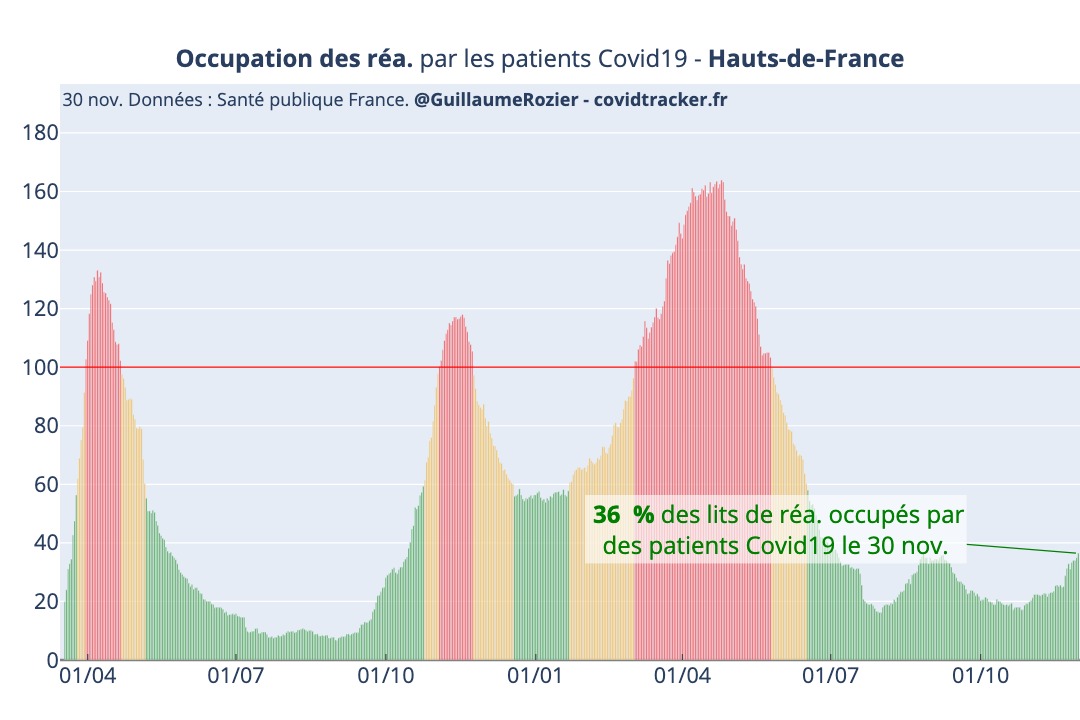 Occupation des réa. par les patients Covid19 - Hauts-de-France
30 nov. Données : Santé publique France. @GuillaumeRozier - covidtracker.fr
180
160
140
120
100
80
60
40
20
0
36 % des lits de réa. occupés par
des patients Covid19 le 30 nov.
01/04 01/07 01/10 01/01 01/04 01/07 01/10